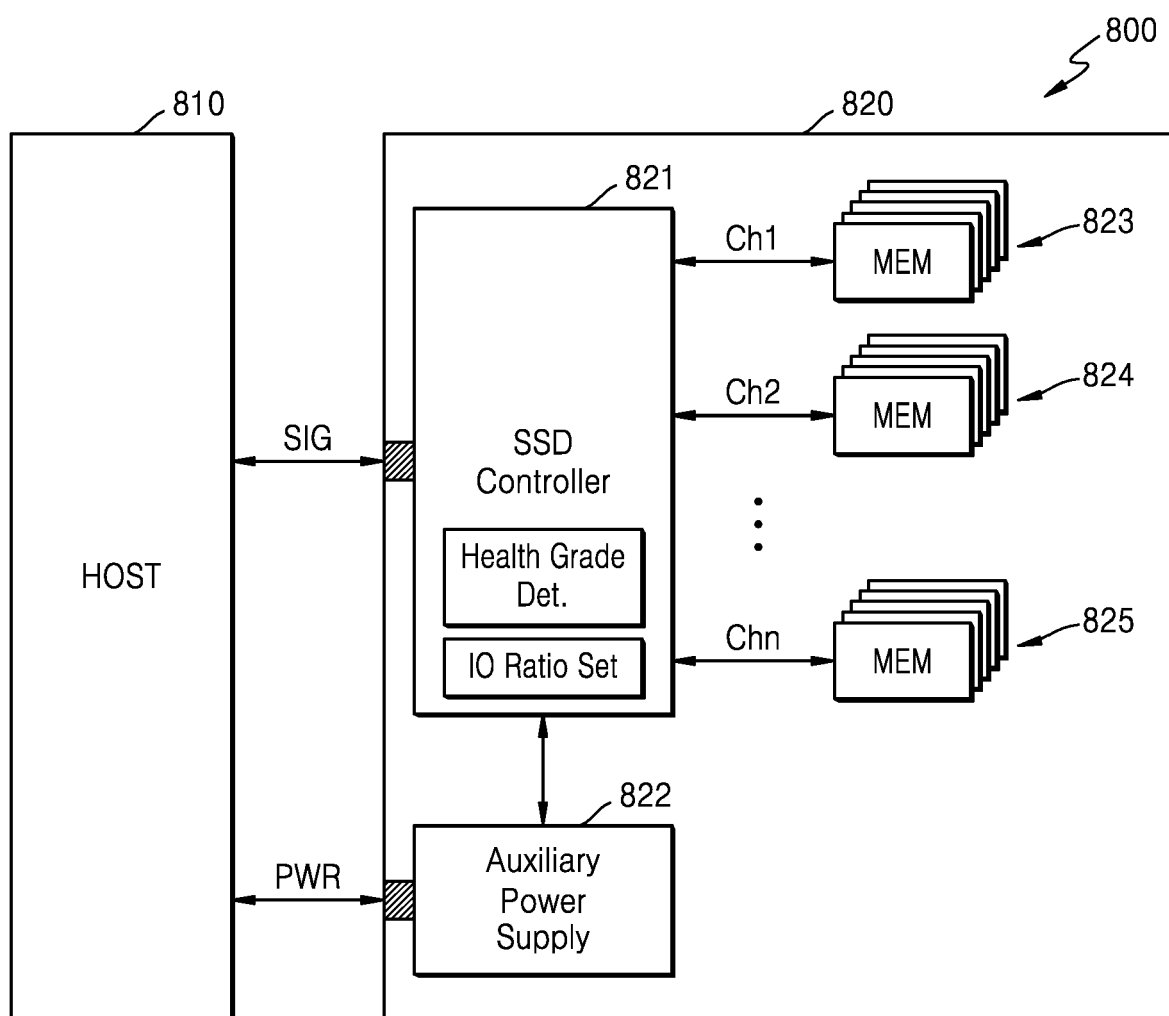 800
810
820
821
Ch1
MEM
823
Ch2
MEM
824
SIG
SSD
Controller
HOST
Health Grade
Det.
IO Ratio Set
Chn
MEM
825
822
PWR
Auxiliary
Power
Supply